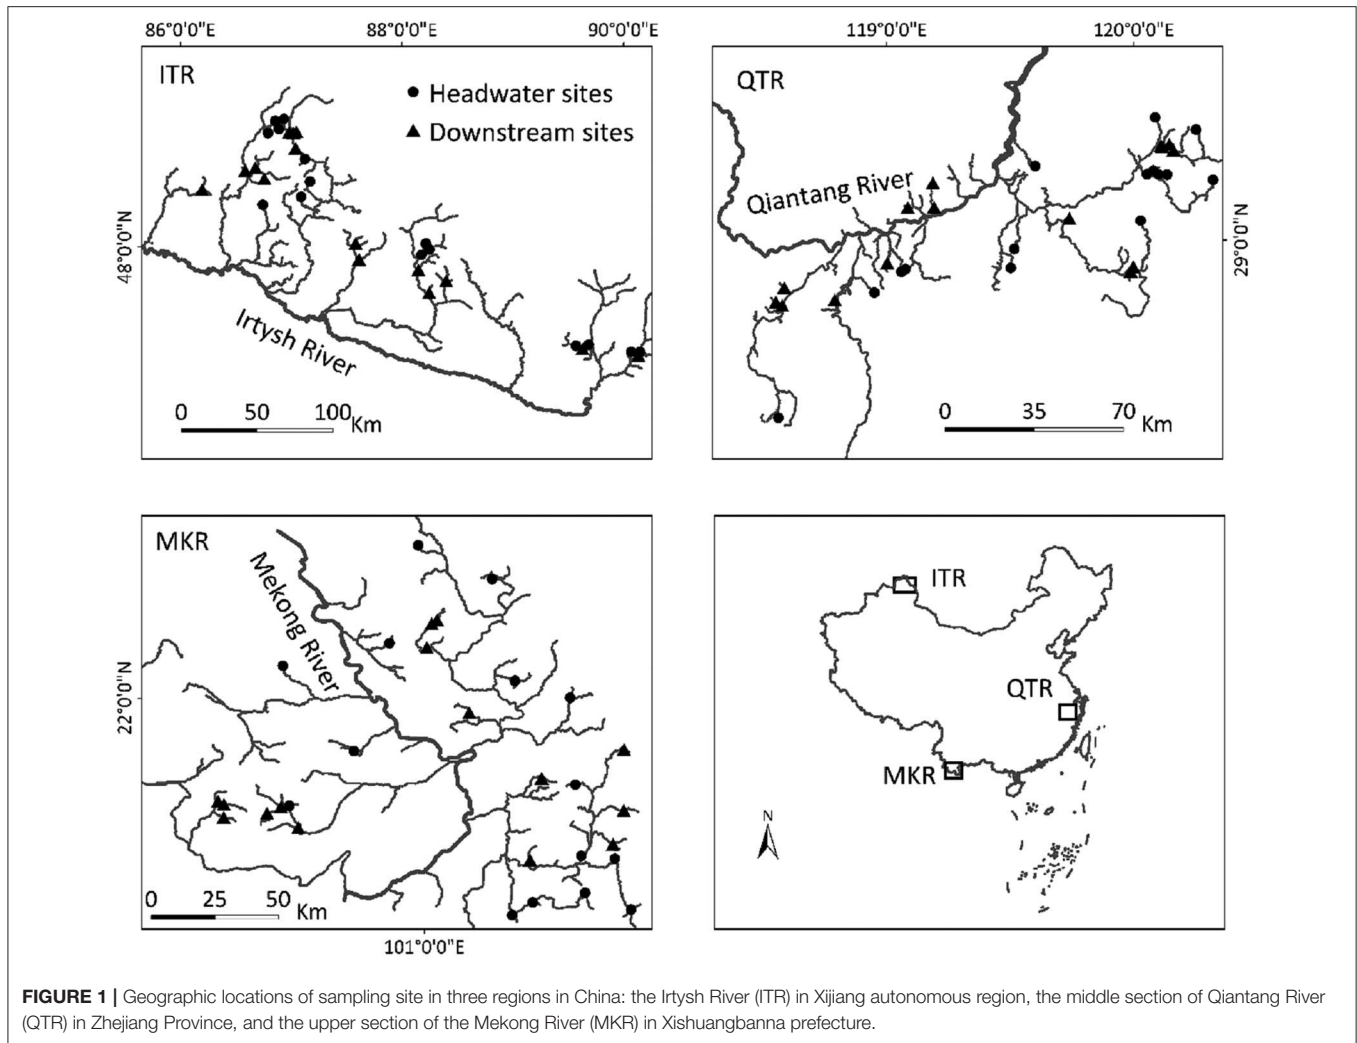 86°0'0"E
88°0'0"E
90°0'0"E
119°0'0"E
120°0'0"E
ITR
Headwater sites
Downstream sites
48°0'0"N
Irtysh River
0 50 100 Km
QTR
Qiantang River
29°0'0"N
0 35 70 Km
MKR
Mekong River
22°0'0"N
0 25 50 Km
101°0'0"E
ITR
QTR
MKR
N
FIGURE 1 | Geographic locations of sampling site in three regions in China: the Irtysh River (ITR) in Xijiang autonomous region, the middle section of Qiantang River
(QTR) in Zhejiang Province, and the upper section of the Mekong River (MKR) in Xishuangbanna prefecture.